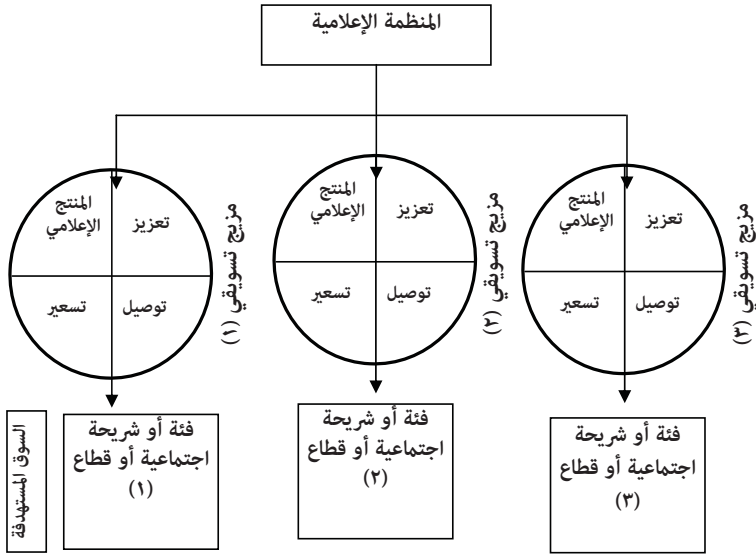 المنظمة الإعلامية
تعزيز
المنتج
الإعلامي
توصيل
تسعير
مزيج تسويقي (٣)
تعزيز
المنتج
الإعلامي
توصيل
تسعير
مزيج تسويقي (٢)
تعزيز
المنتج
الإعلامي
توصيل
تسعير
مزيج تسويقي (١)
فئة أو شريحة
اجتماعية أو قطاع
(٣)
فئة أو شريحة
اجتماعية أو قطاع
(٢)
فئة أو شريحة
اجتماعية أو قطاع
(١)
السوق المستهدفة